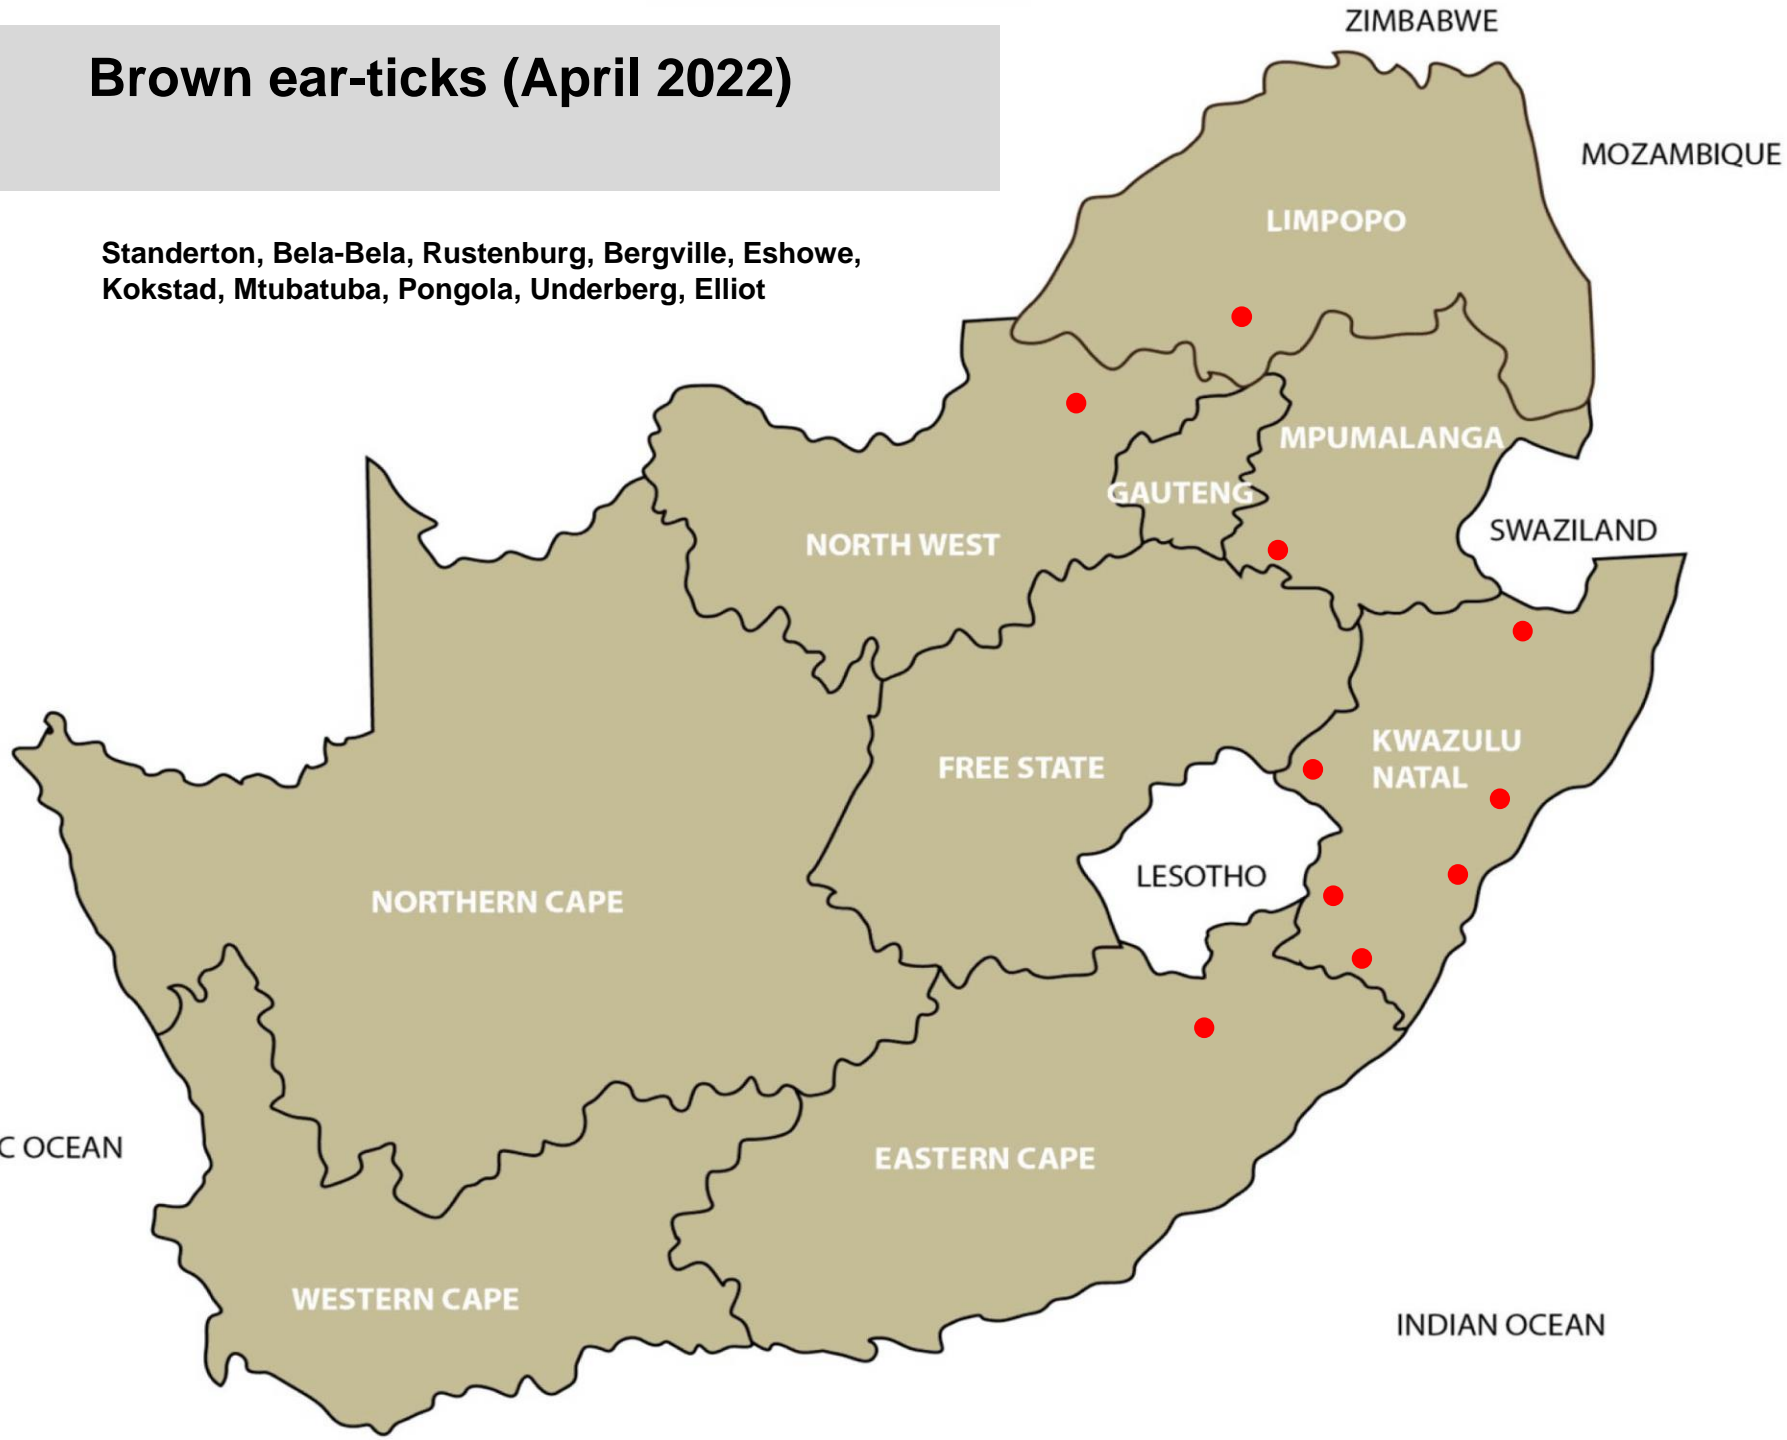 ZIMBABWE
Brown ear-ticks (April 2022)
MOZAMBIQUE
LIMPOPO
Standerton, Bela-Bela, Rustenburg, Bergville, Eshowe,
Kokstad, Mtubatuba, Pongola, Underberg, Elliot
MPUMALANGA
GAUTENG
SWAZILAND
NORTH WEST
KWAZULU
NATAL
FREE STATE
LESOTHO
NORTHERN CAPE
C OCEAN
EASTERN CAPE
WESTERN CAPE
INDIAN OCEAN